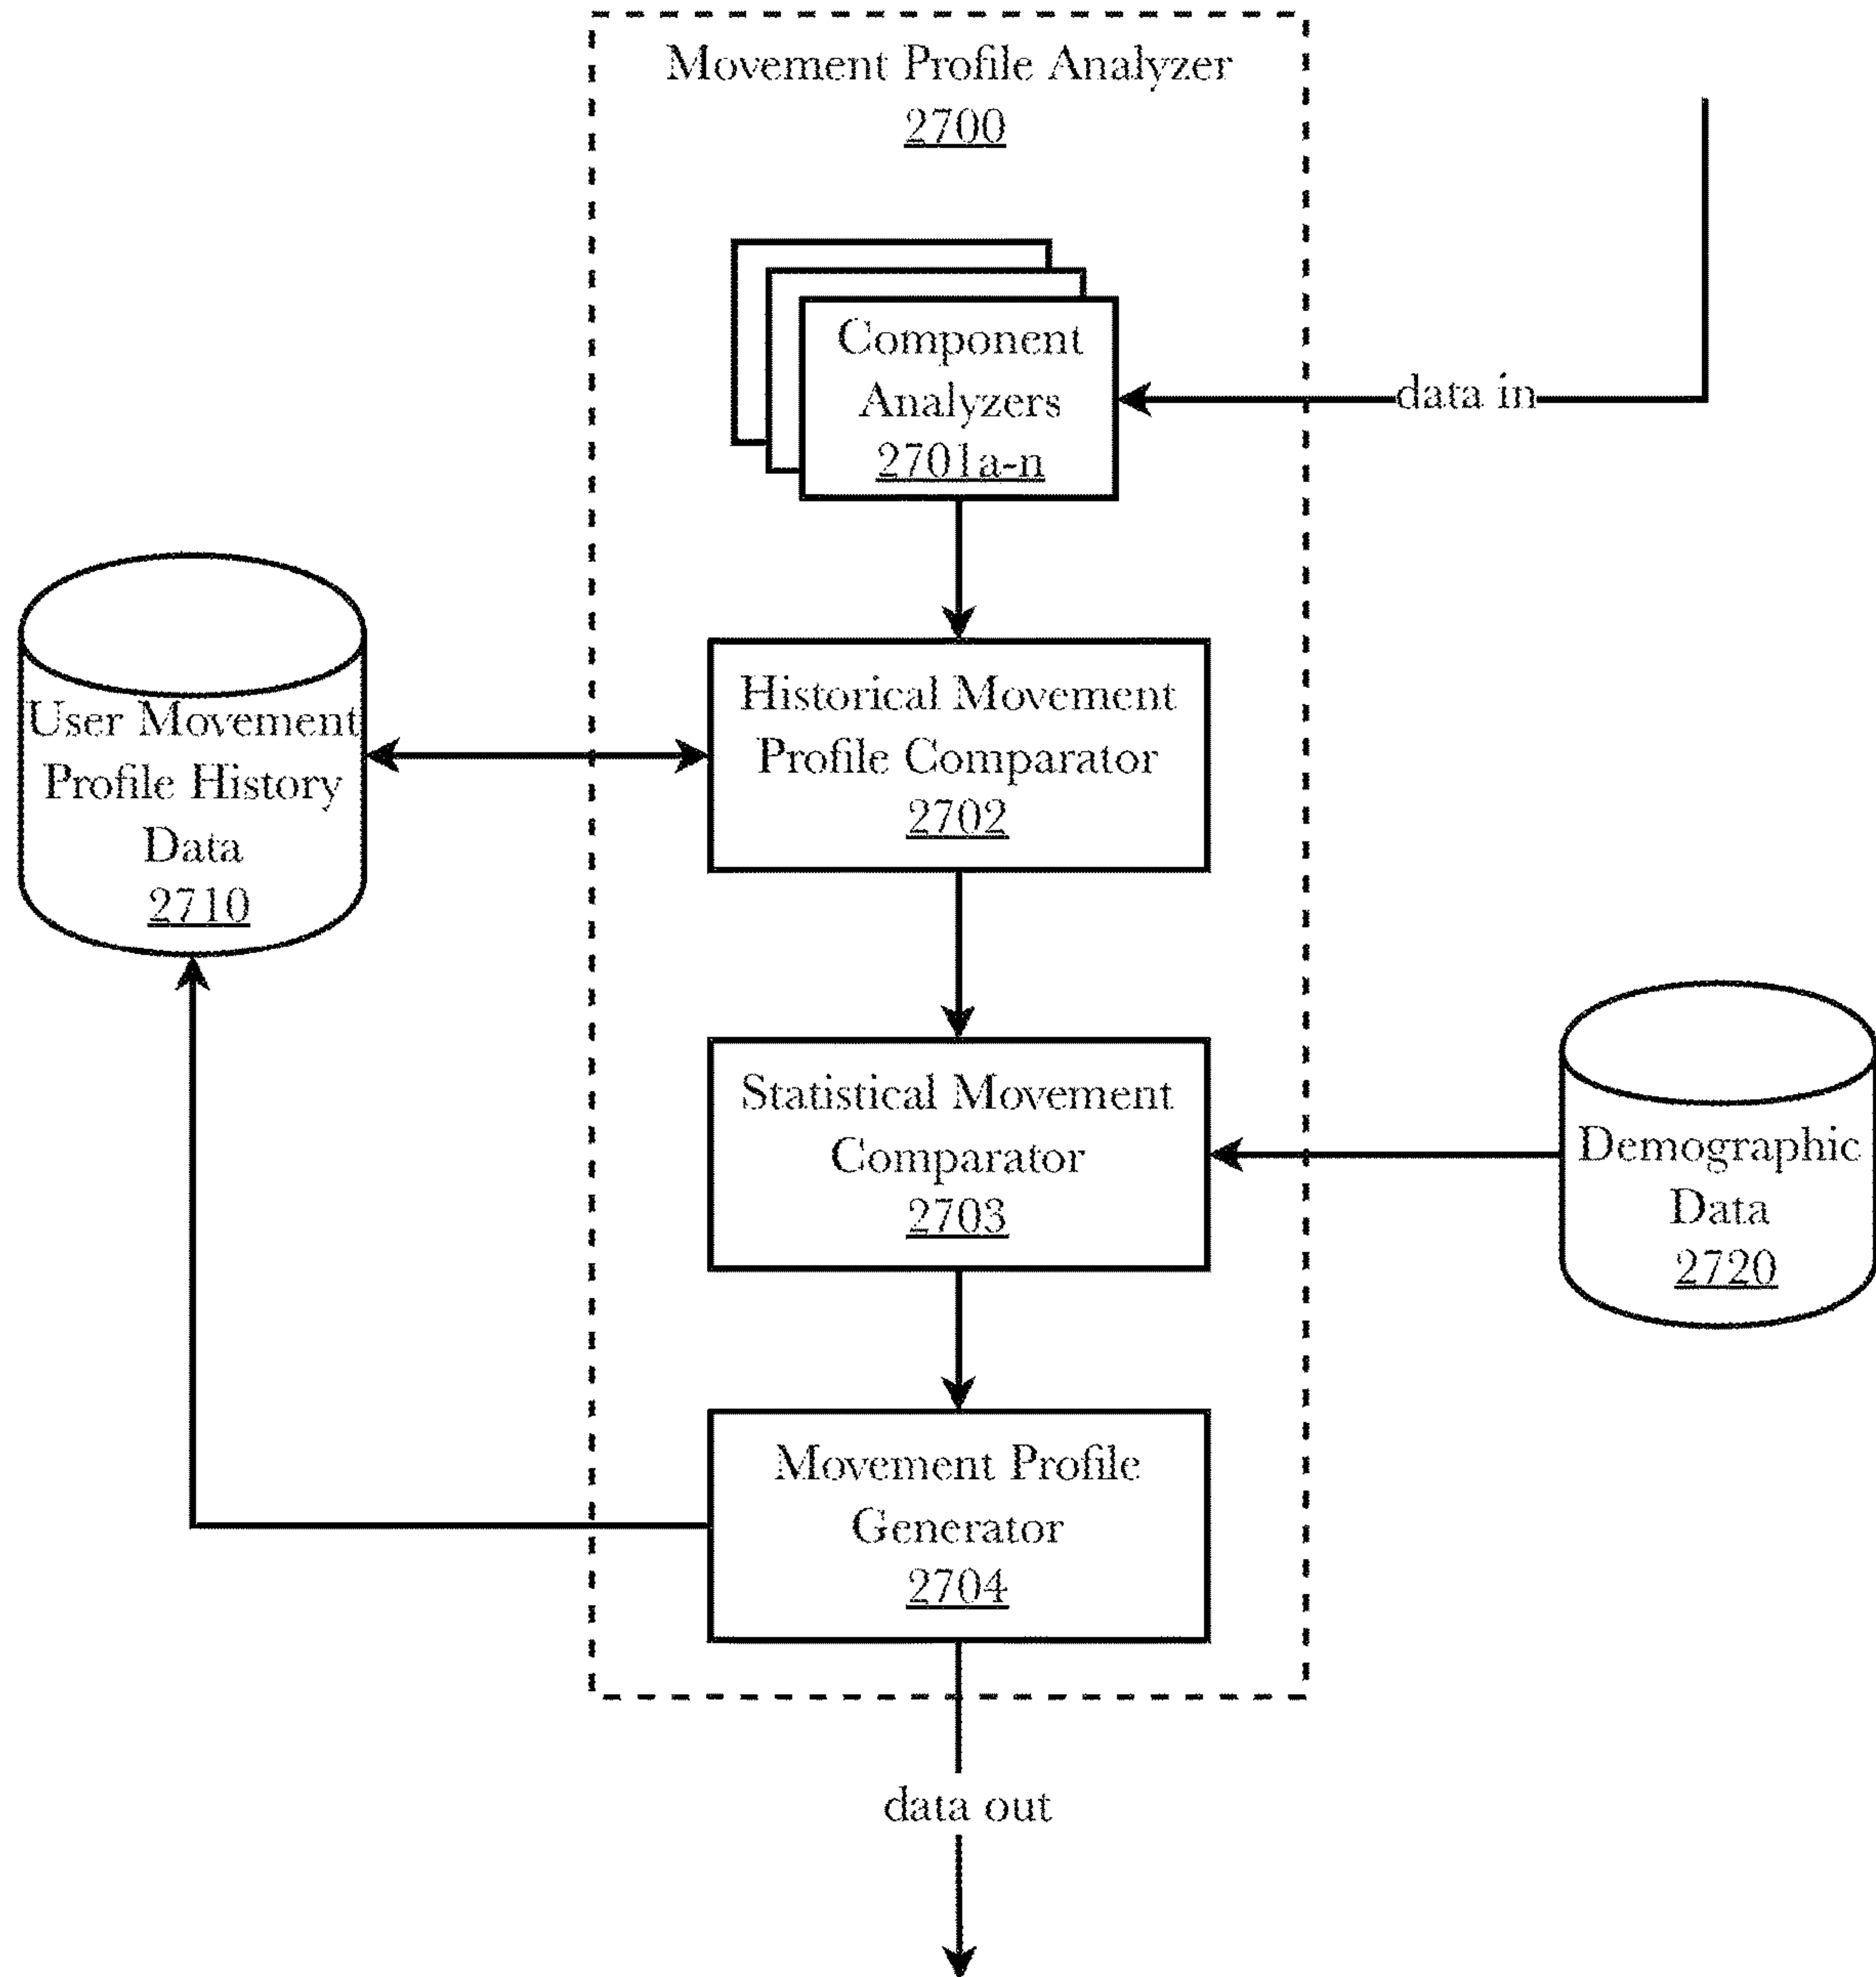 Movement Profile Analyzer
2700
Component
Analyzers
2701a-n
data in
User Movement
Profile History
Data
2710
Historical Movement
Profile Comparator
2702
Statistical Movement
Comparator
2703
Demographic
Data
2720
Movement Profile
Generator
2704
data out